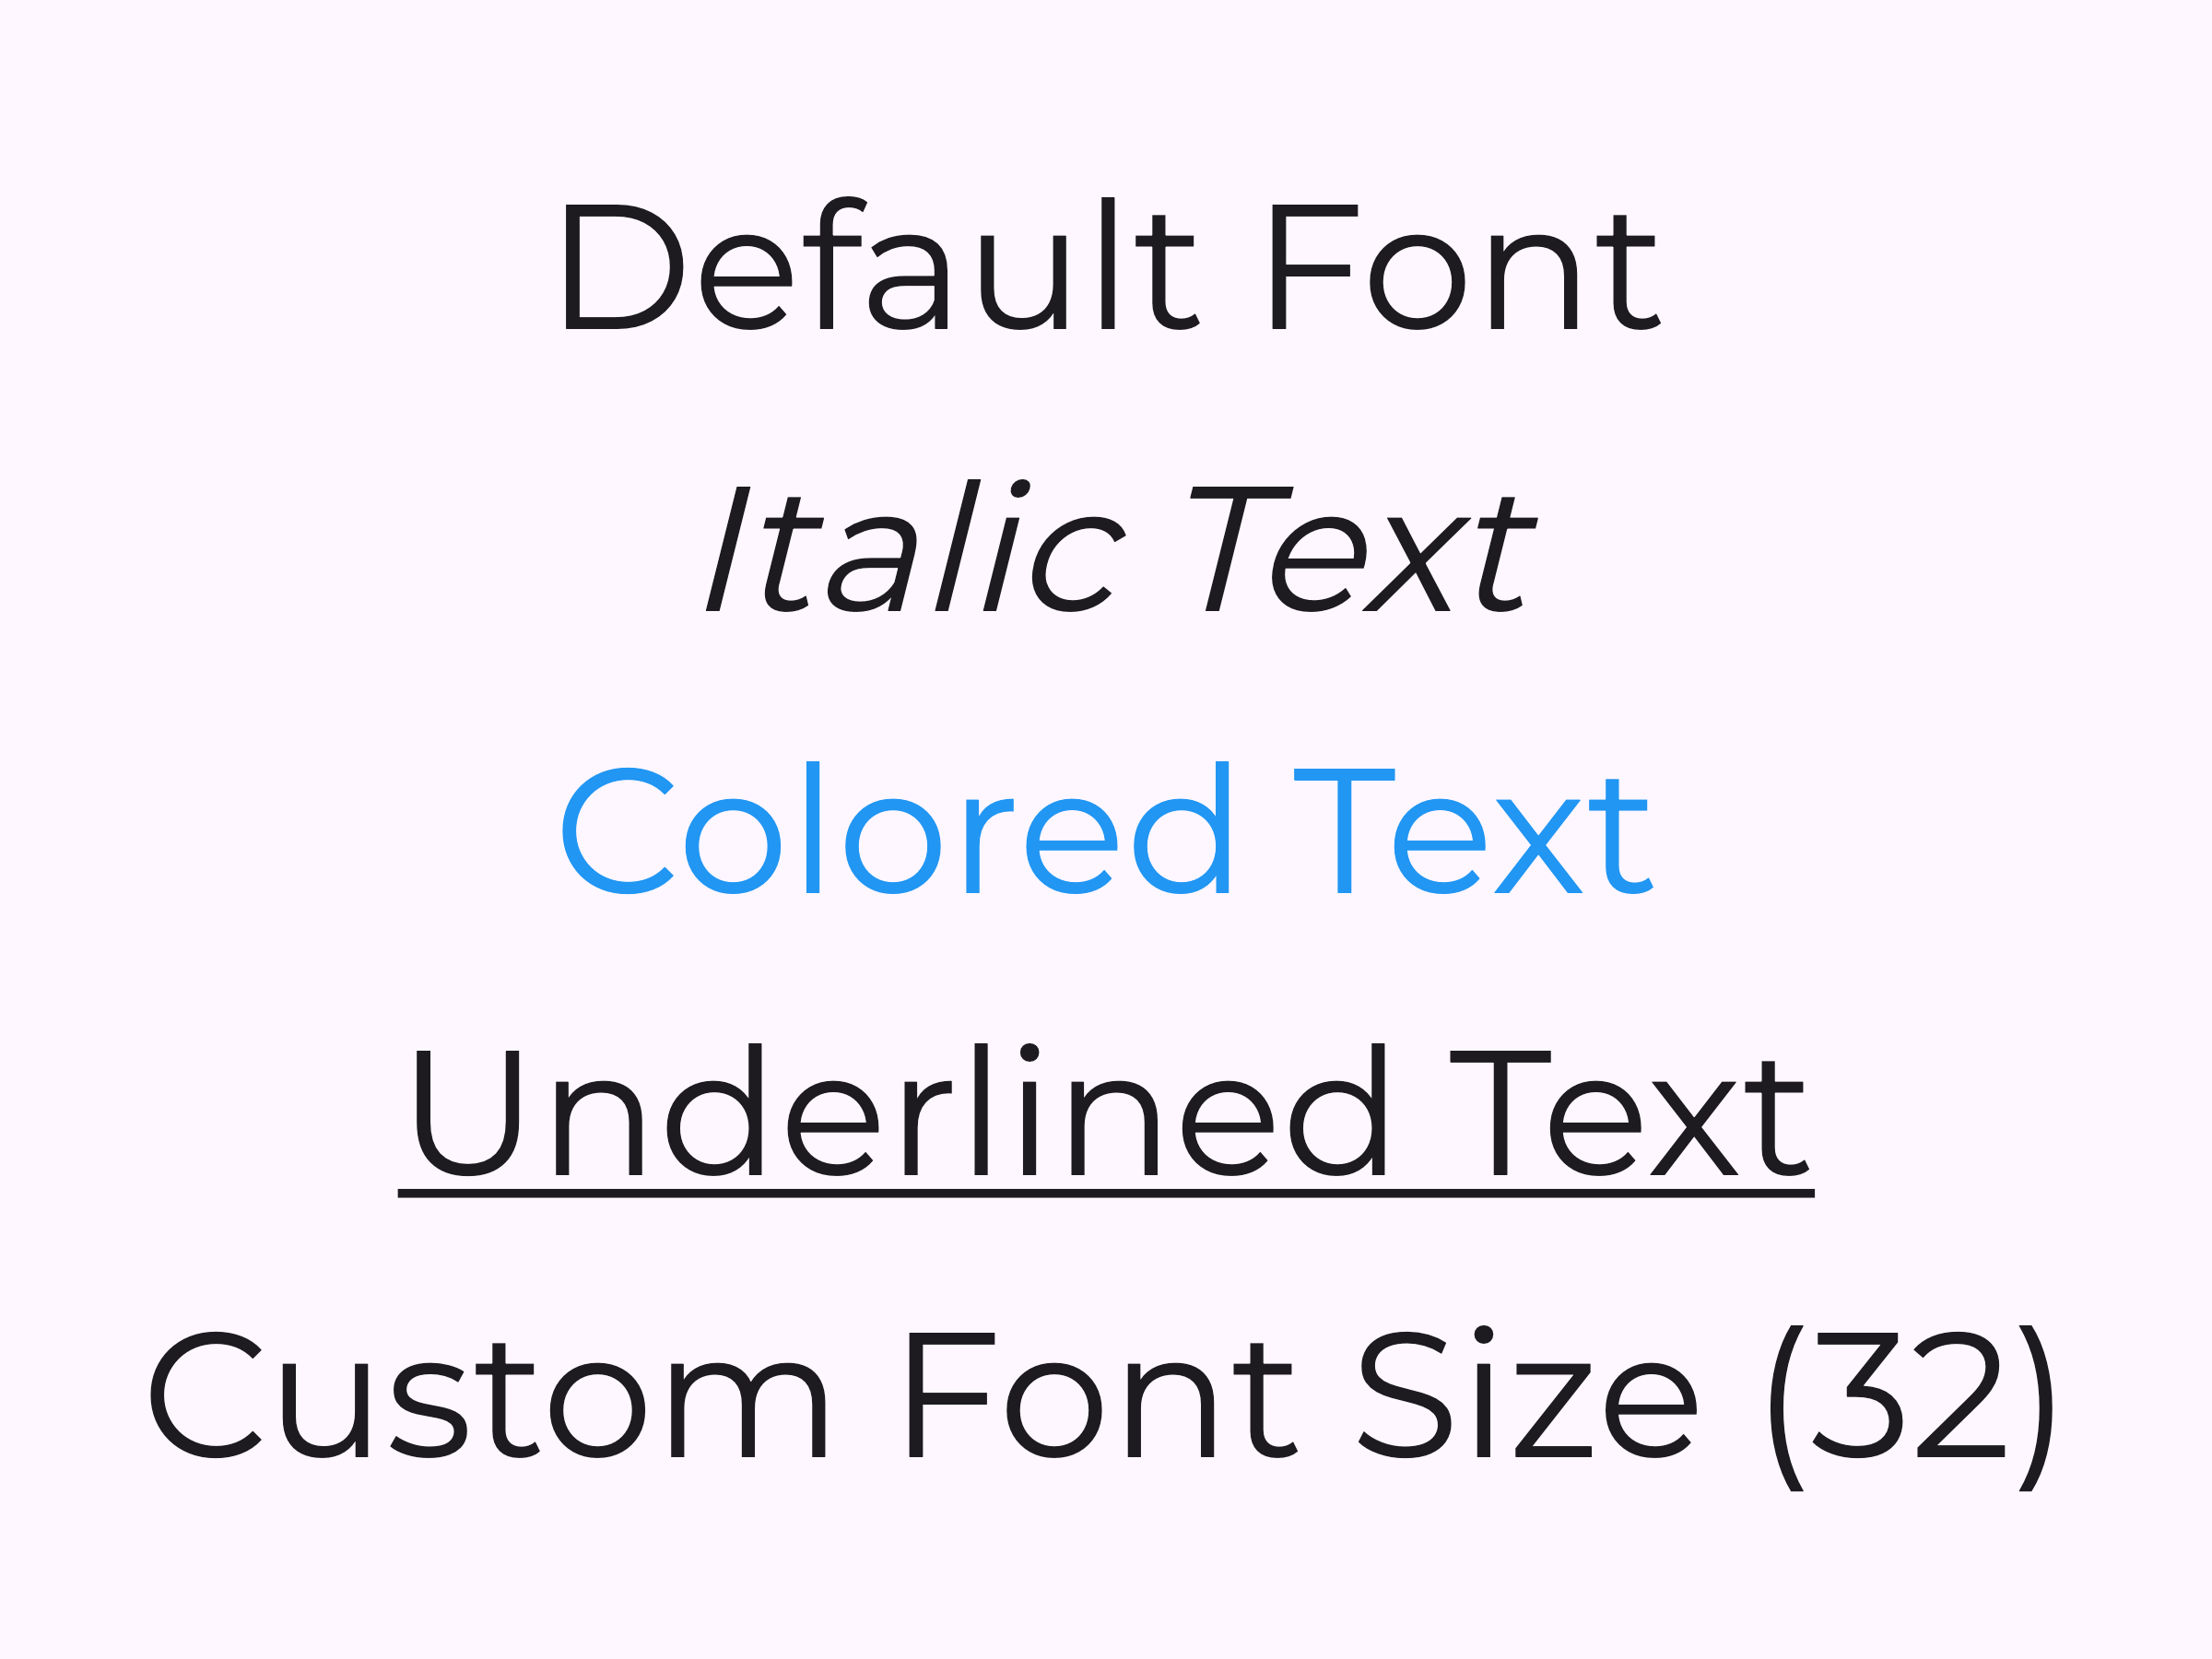 Default Font
Italic Text
Colored Text
Underlined Text
Custom Font Size (32)